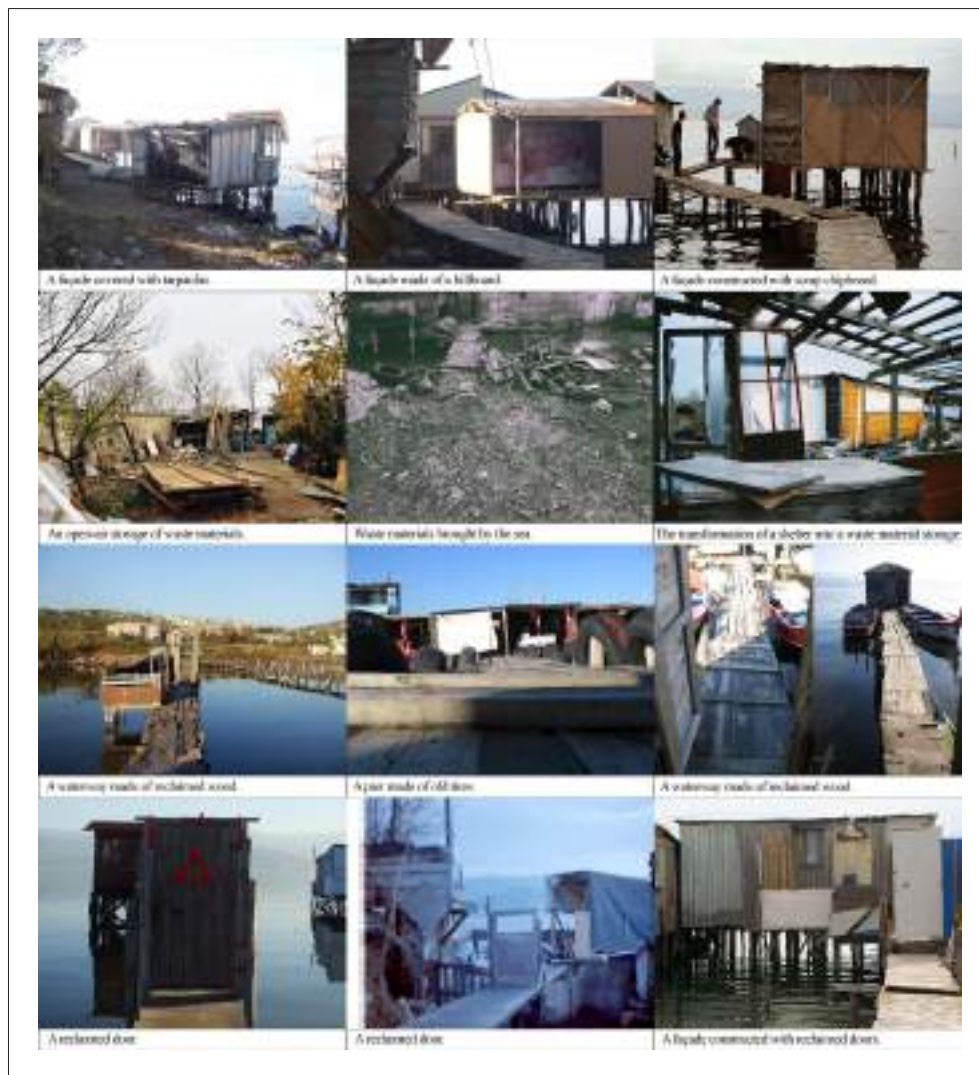 A façade covered with tarpaulin.
A façade made of a billboard.
A façade constructed with scrap chipboard.
An open-air storage of waste materials.
Waste materials brought by the sea.
The transformation of a shelter into a waste material storage.
A waterway made of reclaimed wood.
A pier made of old tires.
A waterway made of reclaimed wood.
A reclaimed door.
A reclaimed door.
A façade constructed with reclaimed doors.